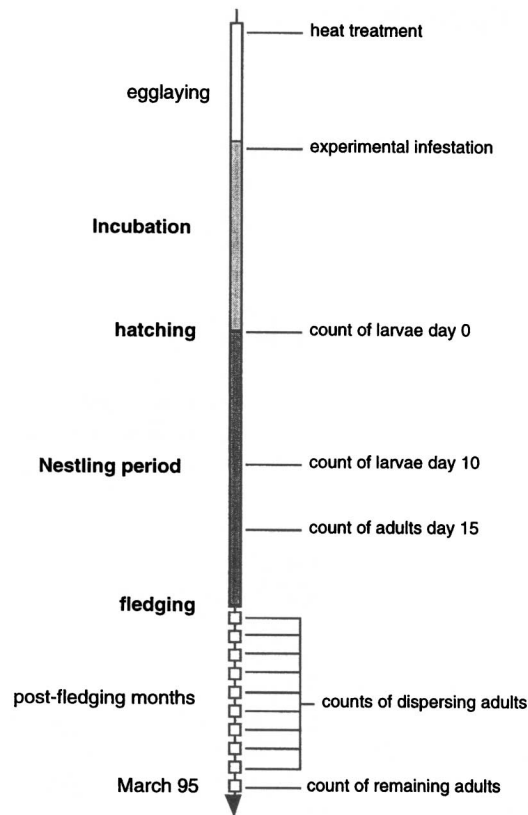 heat treatment
egglaying
experimental infestation
Incubation
hatching
count of larvae day 0
Nestling period
count of larvae day 10
count of adults day 15
fledging
post-fledging months
counts of dispersing adults
March 95
count of remaining adults